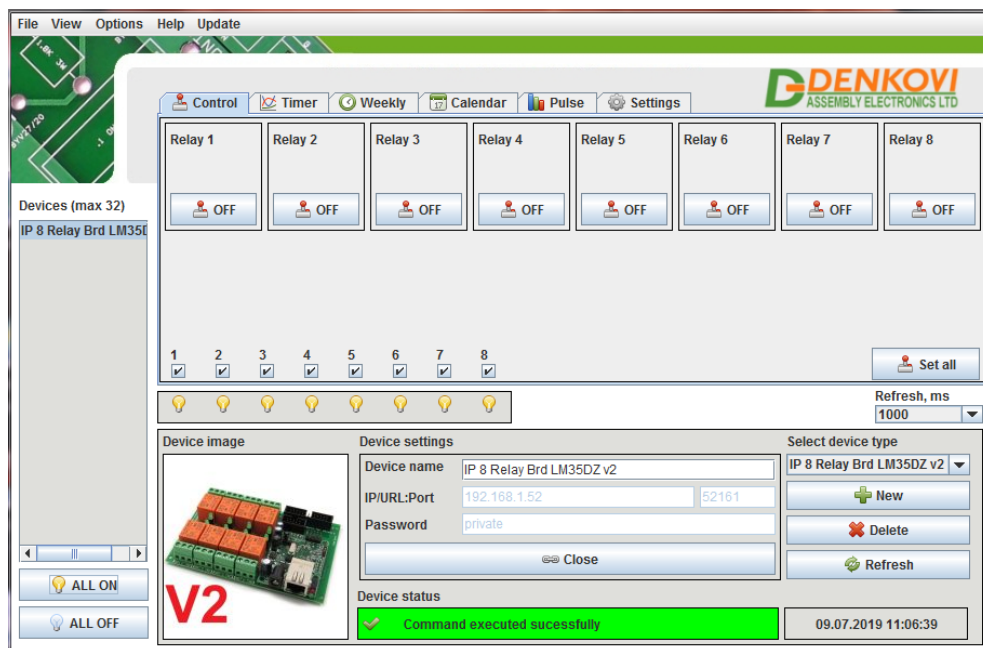 File View Options Help Update
DENKOVI
ASSEMBLY ELECTRONICS LTD
Control Timer Weekly Calendar Pulse Settings
Relay 1 Relay 2 Relay 3 Relay 4 Relay 5 Relay 6 Relay 7 Relay 8
OFF OFF OFF OFF OFF OFF OFF OFF
Devices (max 32)
IP 8 Relay Brd LM35
1 2 3 4 5 6 7 8
Set all
Refresh, ms
1000
Device image
Device settings
Select device type
Device name IP 8 Relay Brd LM35DZ v2
IP 8 Relay Brd LM35DZ v2
IP/URL:Port 192.168.1.52 52161
New
Password private
Delete
Close
Refresh
V2
ALL ON
ALL OFF
Device status
Command executed sucessfully
09.07.2019 11:06:39